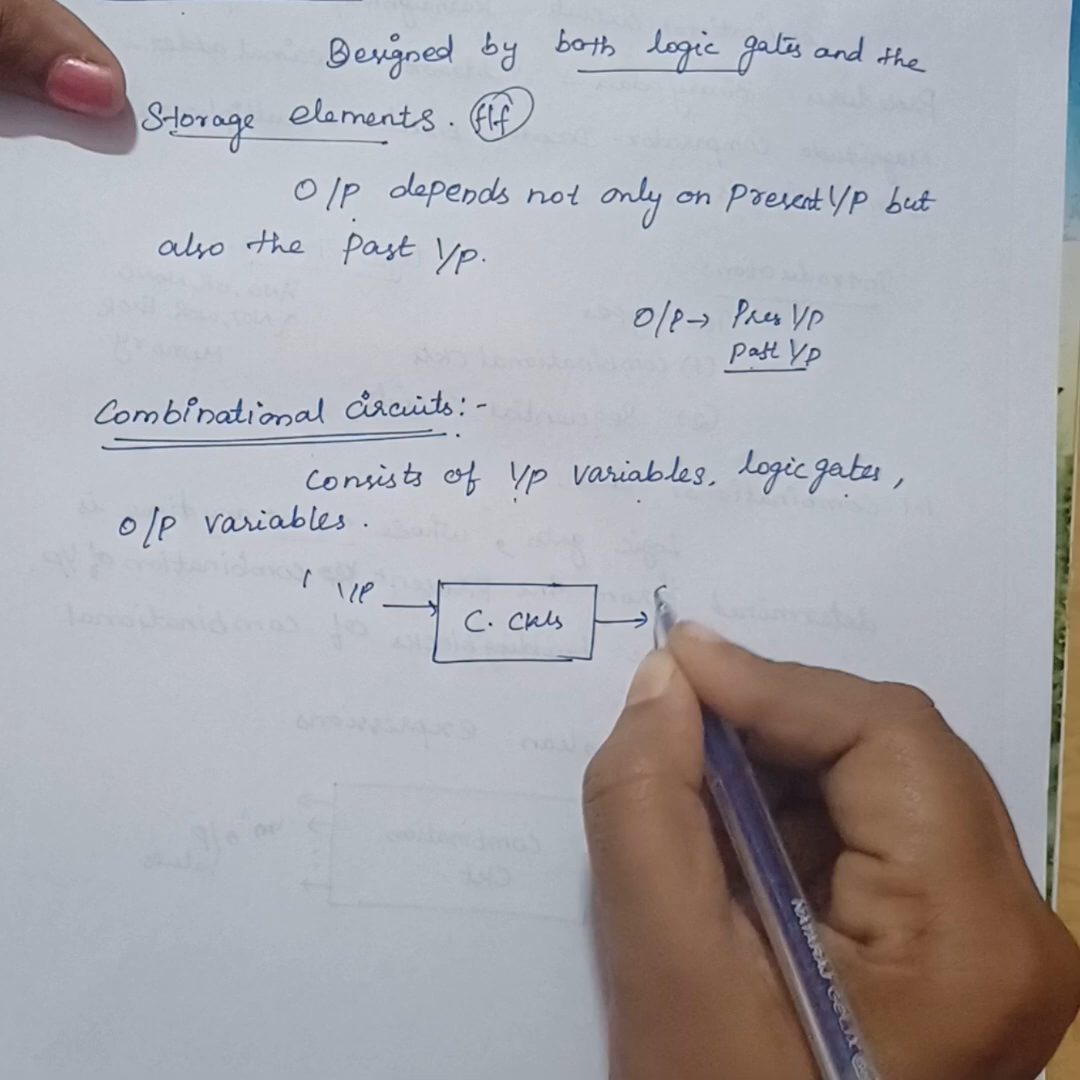 Designed by both logic gates and the
Storage elements. f/f
O/P depends not only on Present I/P but
also the Past I/P.
O/P → Pres I/P
Past I/P
Combinational Circuits:-
Consists of I/P variables, logic gates,
O/P variables.
I/P → C. Ckts →